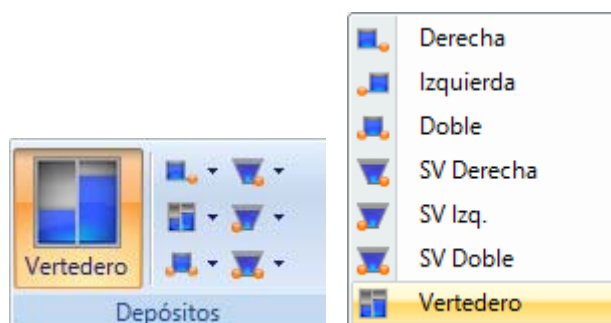 Vertedero
Depósitos
Derecha
Izquierda
Doble
SV Derecha
SV Izq.
SV Doble
Vertedero